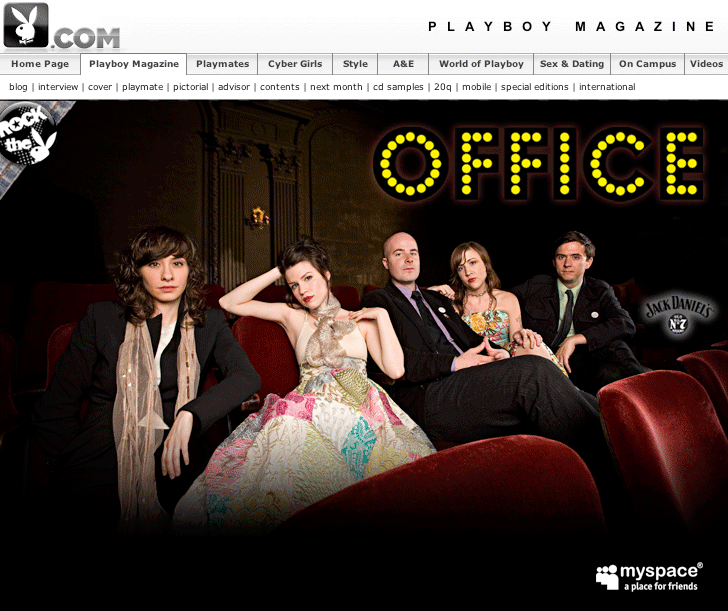 .COM
PLAYBOY MAGAZINE
Home Page Playboy Magazine Playmates Cyber Girls Style A&E World of Playboy Sex & Dating On Campus Videos
blog | interview | cover | playmate | pictorial | advisor | contents | next month | cd samples | 20q | mobile | special editions | international
ROCK
the
OFFICE
JACK DANIEL'S
OLD
No 7
BRAND
myspace®
a place for friends